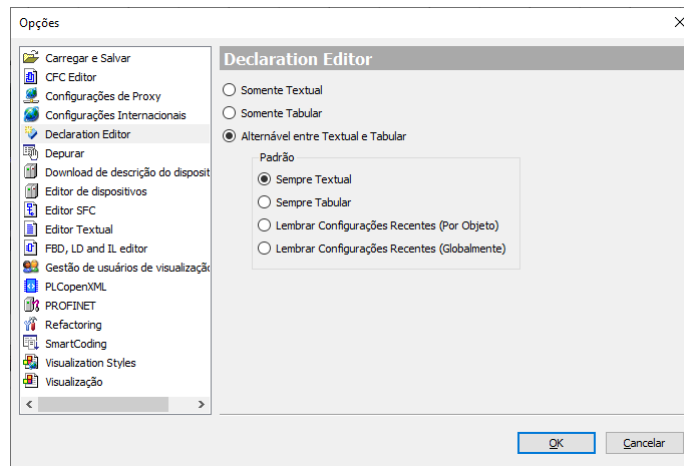 Opções
Carregar e Salvar
CFC Editor
Configurações de Proxy
Configurações Internacionais
Declaration Editor
Depurar
Download de descrição do disposit
Editor de dispositivos
Editor SFC
Editor Textual
FBD, LD and IL editor
Gestão de usuários de visualizaçã
PLCopenXML
PROFINET
Refactoring
SmartCoding
Visualization Styles
Visualização
Declaration Editor
Somente Textual
Somente Tabular
Alternável entre Textual e Tabular
Padrão
Sempre Textual
Sempre Tabular
Lembrar Configurações Recentes (Por Objeto)
Lembrar Configurações Recentes (Globalmente)
OK
Cancelar